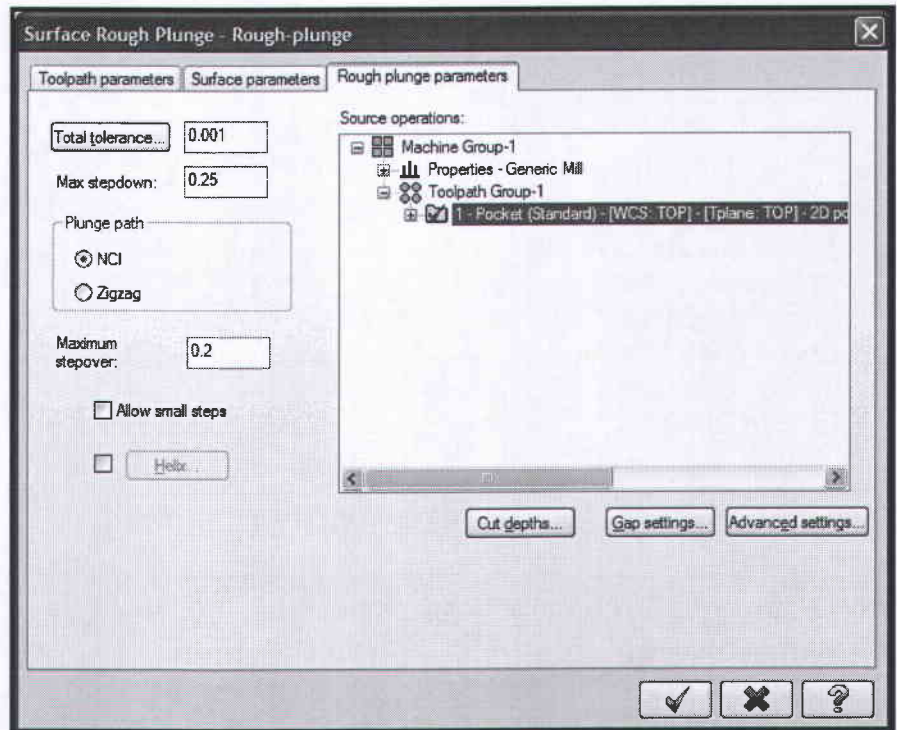 Surface Rough Plunge - Rough-plunge
Toolpath parameters
Surface parameters
Rough plunge parameters
Total tolerance...
0.001
Max stepdown:
0.25
Plunge path
NCI
Zigzag
Maximum
stepover:
0.2
Allow small steps
Helix...
Source operations:
Machine Group-1
Properties - Generic Mill
Toolpath Group-1
1 - Pocket (Standard) - [WCS: TOP] - [Tplane: TOP] - 2D po
Cut depths...
Gap settings...
Advanced settings...